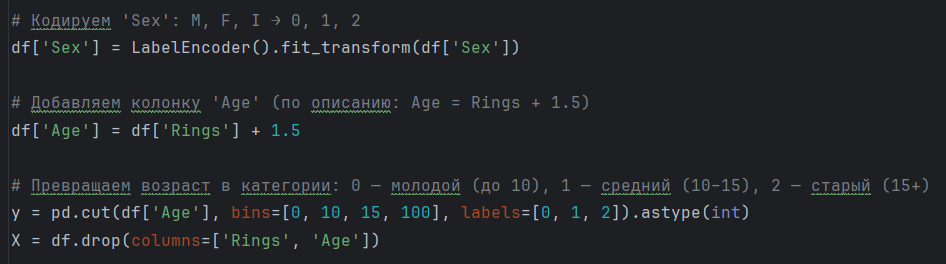 # Кодируем 'Sex': M, F, I → 0, 1, 2
df['Sex'] = LabelEncoder().fit_transform(df['Sex'])
# Добавляем колонку 'Age' (по описанию: Age = Rings + 1.5)
df['Age'] = df['Rings'] + 1.5
# Превращаем возраст в категории: 0 — молодой (до 10), 1 — средний (10–15), 2 — старый (15+)
y = pd.cut(df['Age'], bins=[0, 10, 15, 100], labels=[0, 1, 2]).astype(int)
X = df.drop(columns=['Rings', 'Age'])